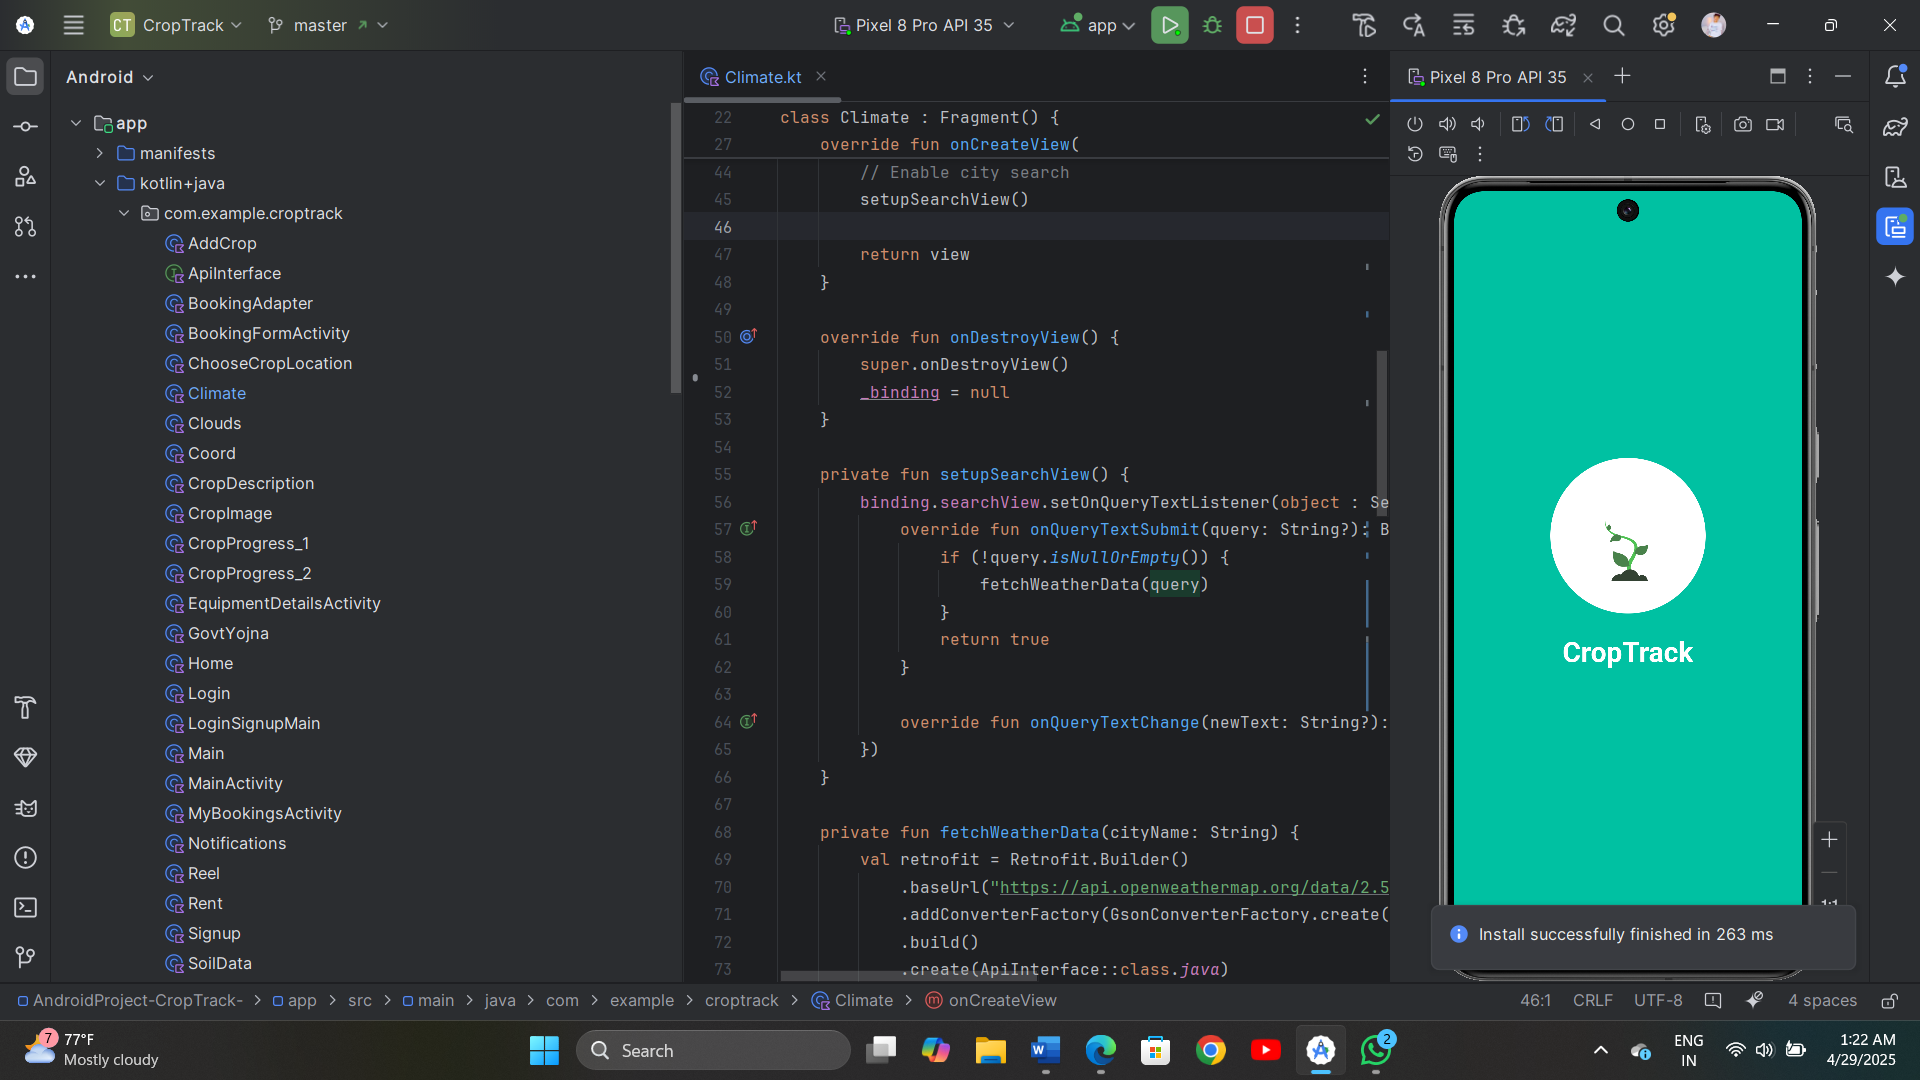 CT CropTrack master Pixel 8 Pro API 35 app
Android
app
manifests
kotlin+java
com.example.croptrack
AddCrop
ApiInterface
BookingAdapter
BookingFormActivity
ChooseCropLocation
Climate
Clouds
Coord
CropDescription
CropImage
CropProgress_1
CropProgress_2
EquipmentDetailsActivity
GovtYojna
Home
Login
LoginSignupMain
Main
MainActivity
MyBookingsActivity
Notifications
Reel
Rent
Signup
SoilData
Climate.kt
22 class Climate : Fragment() {
27 override fun onCreateView(
44 // Enable city search
45 setupSearchView()
46
47 return view
48 }
49
50 override fun onDestroyView() {
51 super.onDestroyView()
52 _binding = null
53 }
54
55 private fun setupSearchView() {
56 binding.searchView.setOnQueryTextListener(object : Se
57 override fun onQueryTextSubmit(query: String?): B
58 if (!query.isNullOrEmpty()) {
59 fetchWeatherData(query)
60 }
61 return true
62 }
63
64 override fun onQueryTextChange(newText: String?):
65 })
66 }
67
68 private fun fetchWeatherData(cityName: String) {
69 val retrofit = Retrofit.Builder()
70 .baseUrl("https://api.openweathermap.org/data/2.5
71 .addConverterFactory(GsonConverterFactory.create(
72 .build()
73 .create(ApiInterface::class.java)
Pixel 8 Pro API 35
CropTrack
1:1
Install successfully finished in 263 ms
AndroidProject-CropTrack- > app > src > main > java > com > example > croptrack > Climate > onCreateView
46:1 CRLF UTF-8 4 spaces
7
77°F
Mostly cloudy
Search
2
ENG
IN
1:22 AM
4/29/2025